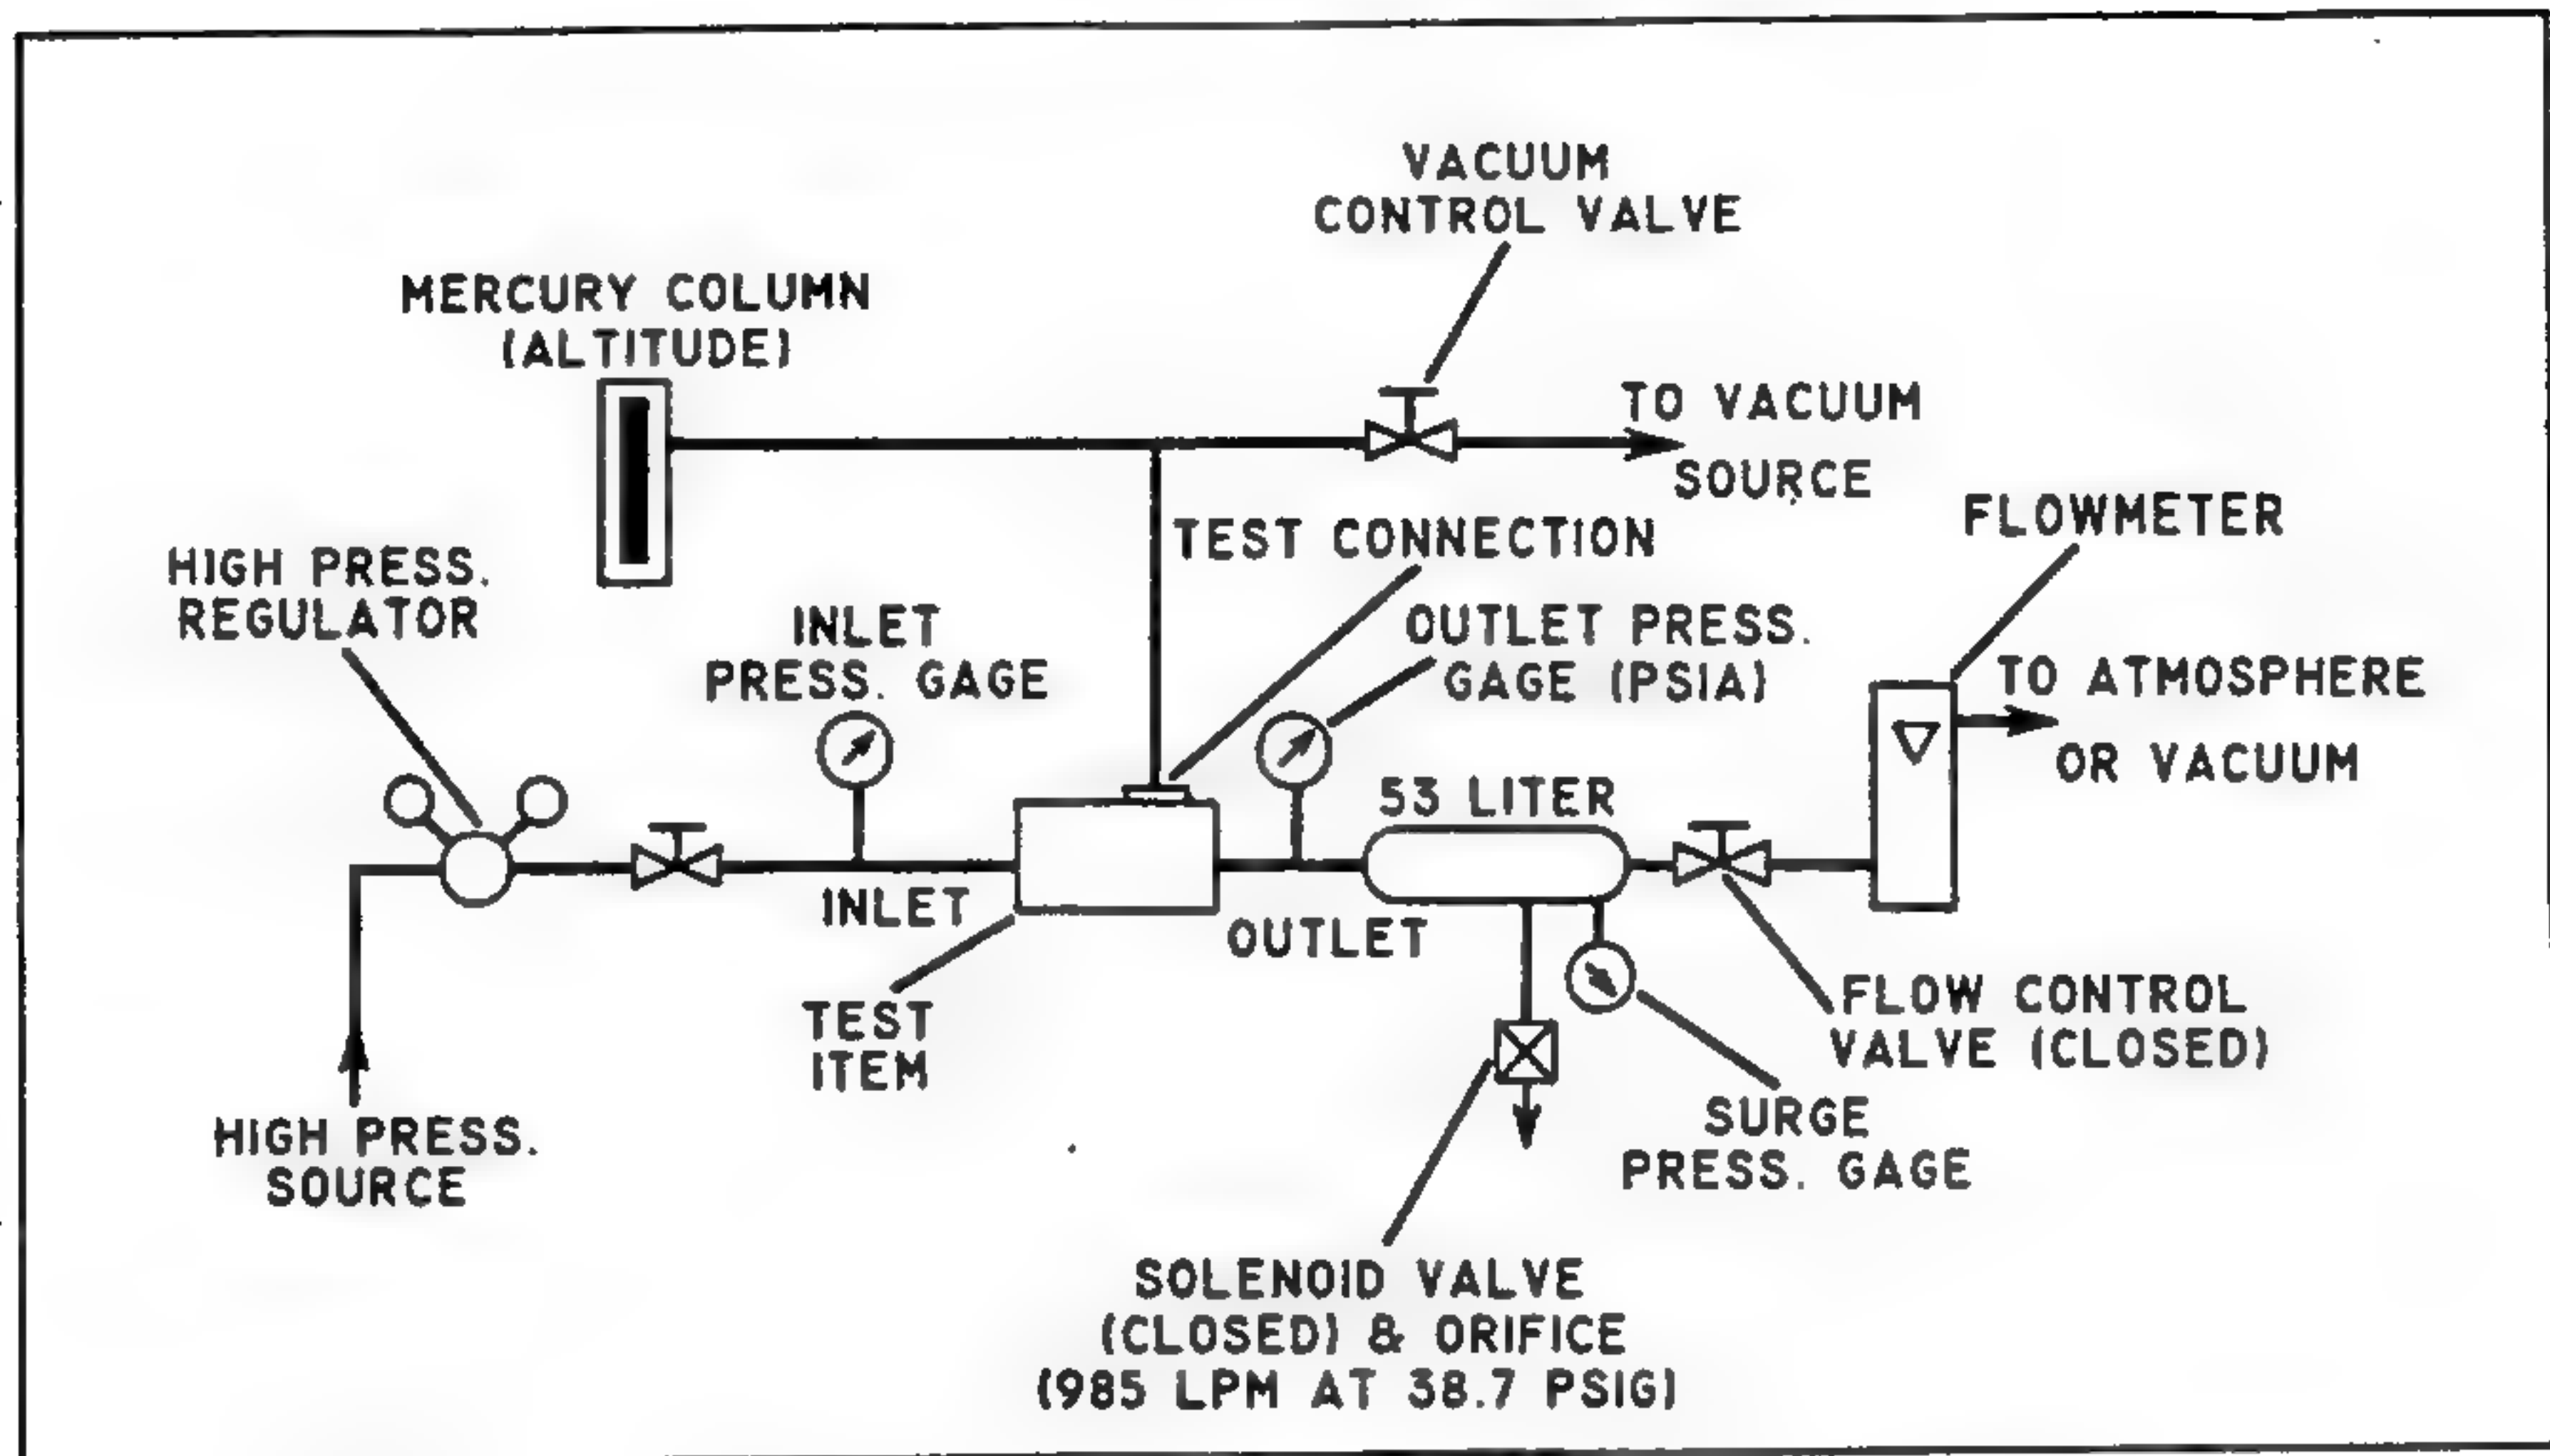 VACUUM
CONTROL VALVE
MERCURY COLUMN
(ALTITUDE)
TO VACUUM
SOURCE
TEST CONNECTION
FLOWMETER
HIGH PRESS.
REGULATOR
INLET
PRESS. GAGE
OUTLET PRESS.
GAGE (PSIA)
TO ATMOSPHERE
OR VACUUM
53 LITER
INLET
OUTLET
TEST
ITEM
FLOW CONTROL
VALVE (CLOSED)
HIGH PRESS.
SOURCE
SURGE
PRESS. GAGE
SOLENOID VALVE
(CLOSED) & ORIFICE
(985 LPM AT 38.7 PSIG)